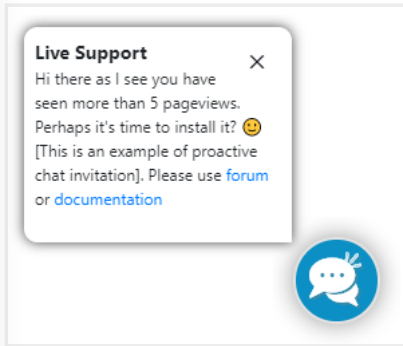 Live Support
Hi there as I see you have
seen more than 5 pageviews.
Perhaps it's time to install it? 🙂
[This is an example of proactive
chat invitation]. Please use forum
or documentation